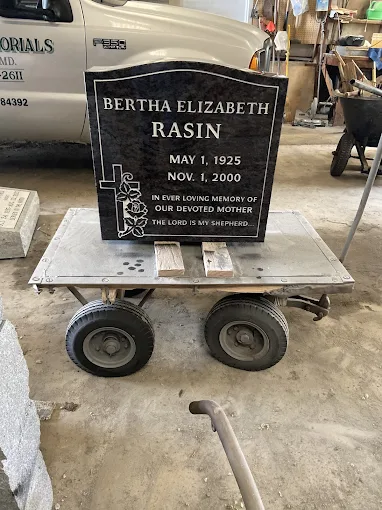 ORIALS
MD.
-2611
84392
F-350
BERTHA ELIZABETH
RASIN
MAY 1, 1925
NOV. 1, 2000
IN EVER LOVING MEMORY OF
OUR DEVOTED MOTHER
THE LORD IS MY SHEPHERD...